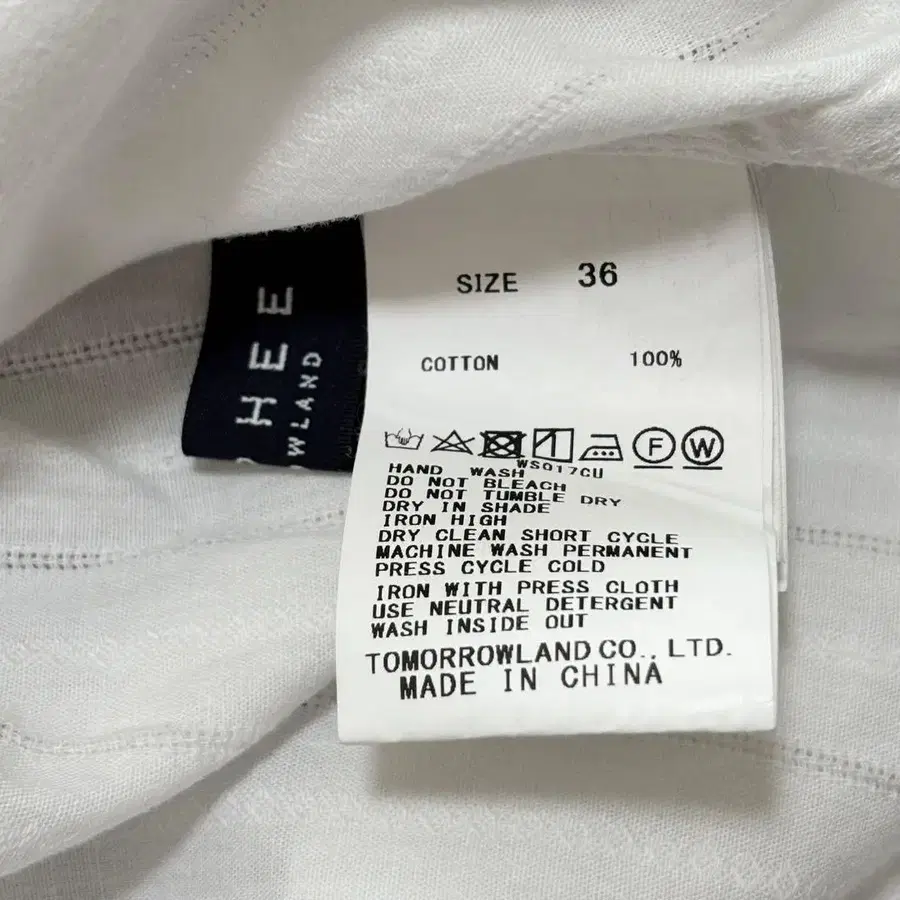 SIZE 36
COTTON 100%
F W
WS017CU
HAND WASH
DO NOT BLEACH
DO NOT TUMBLE DRY
DRY IN SHADE
IRON HIGH
DRY CLEAN SHORT CYCLE
MACHINE WASH PERMANENT
PRESS CYCLE COLD
IRON WITH PRESS CLOTH
USE NEUTRAL DETERGENT
WASH INSIDE OUT
TOMORROWLAND CO., LTD.
MADE IN CHINA
HEE
WLAND